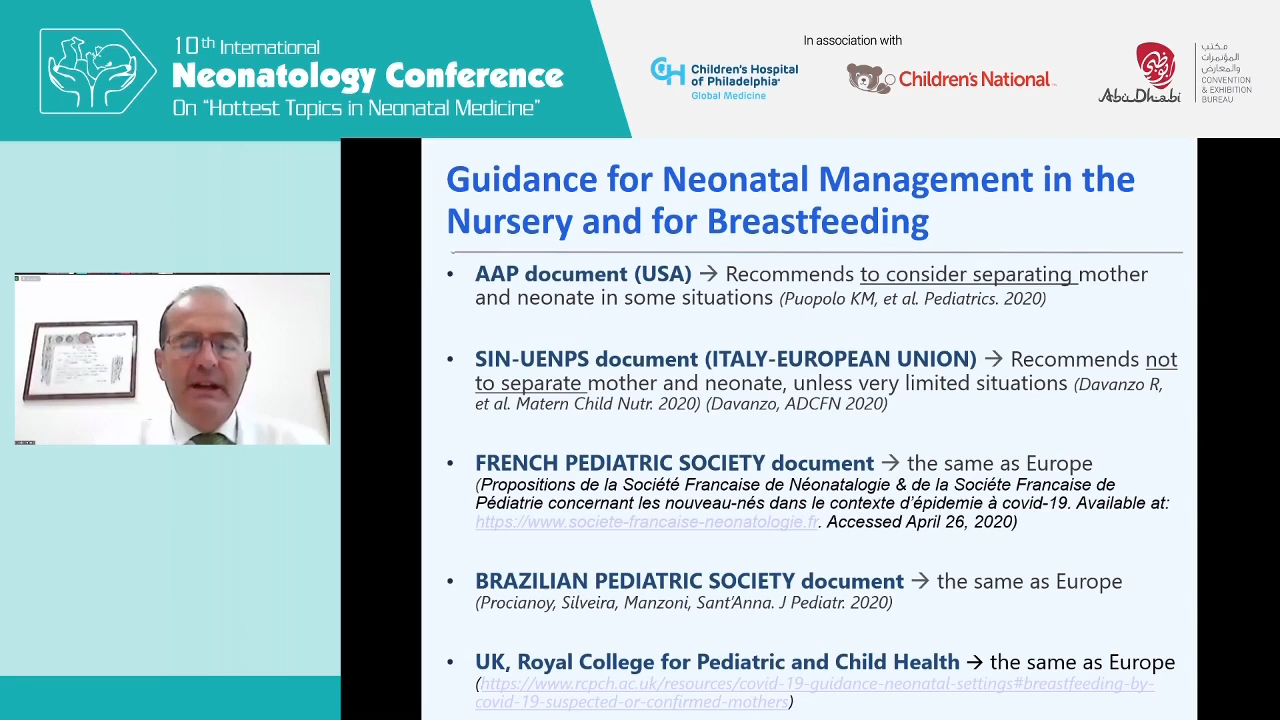 10th International
Neonatology Conference
On "Hottest Topics in Neonatal Medicine"
In association with
Children's Hospital
of Philadelphia
Global Medicine
Children's National
أبوظبي
AbuDhabi
مكتب
المؤتمرات
والمعارض
CONVENTION
& EXHIBITION
BUREAU
Guidance for Neonatal Management in the
Nursery and for Breastfeeding
• AAP document (USA) → Recommends to consider separating mother
and neonate in some situations (Puopolo KM, et al. Pediatrics. 2020)
• SIN-UENPS document (ITALY-EUROPEAN UNION) → Recommends not
to separate mother and neonate, unless very limited situations (Davanzo R,
et al. Matern Child Nutr. 2020) (Davanzo, ADCFN 2020)
• FRENCH PEDIATRIC SOCIETY document → the same as Europe
(Propositions de la Société Francaise de Néonatalogie & de la Societé Francaise de
Pédiatrie concernant les nouveau-nés dans le contexte d'épidemie à covid-19. Available at:
https://www.societe-francaise-neonatologie.fr. Accessed April 26, 2020)
• BRAZILIAN PEDIATRIC SOCIETY document → the same as Europe
(Procianoy, Silveira, Manzoni, Sant'Anna. J Pediatr. 2020)
• UK, Royal College for Pediatric and Child Health → the same as Europe
(https://www.rcpch.ac.uk/resources/covid-19-guidance-neonatal-settings#breastfeeding-by-
covid-19-suspected-or-confirmed-mothers)